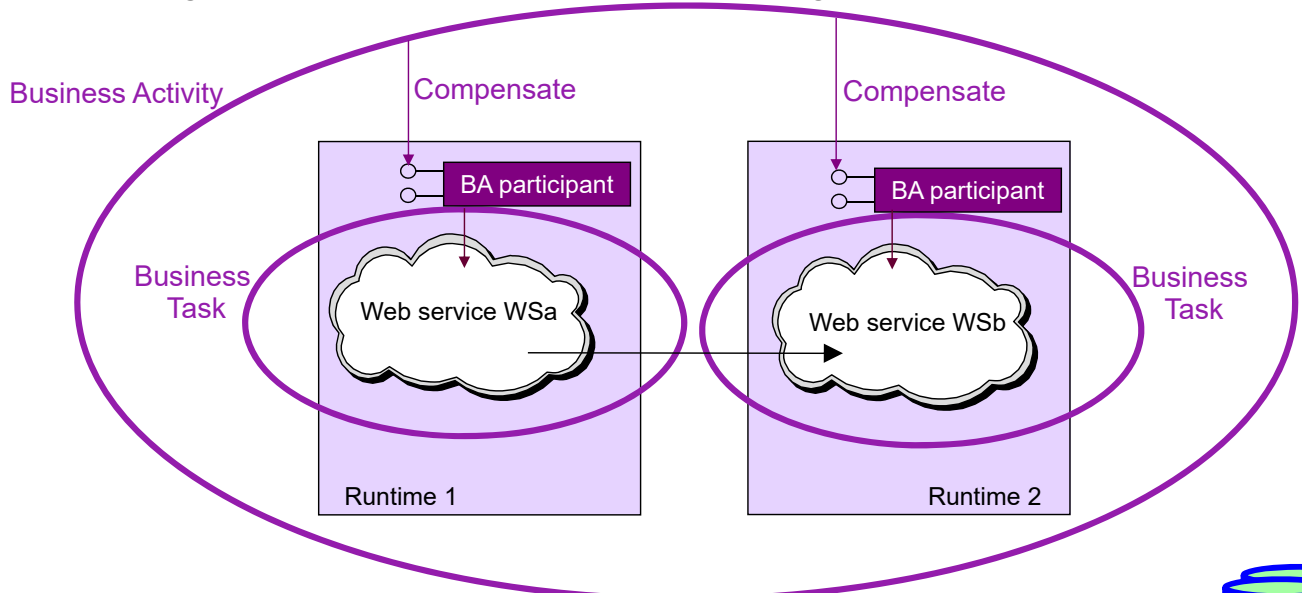 Business Activity
Compensate
Compensate
BA participant
BA participant
Business
Task
Business
Task
Web service WSa
Web service WSb
Runtime 1
Runtime 2